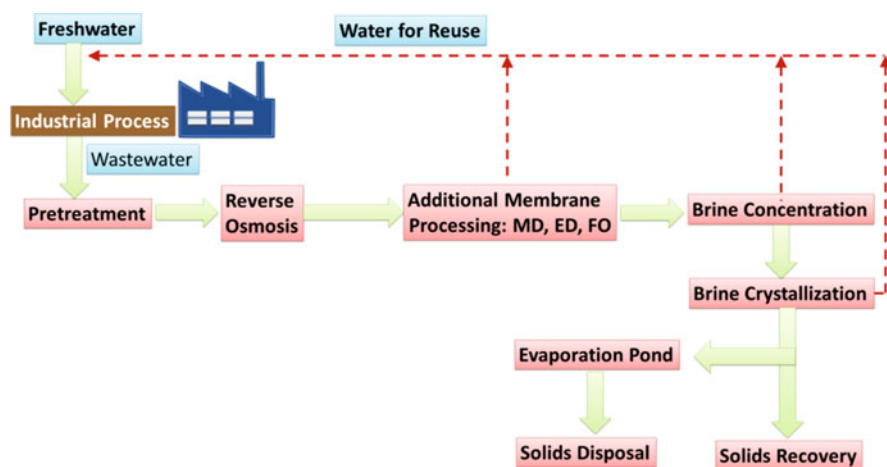 Freshwater
Water for Reuse
Industrial Process
Wastewater
Pretreatment
Reverse
Osmosis
Additional Membrane
Processing: MD, ED, FO
Brine Concentration
Brine Crystallization
Evaporation Pond
Solids Disposal
Solids Recovery